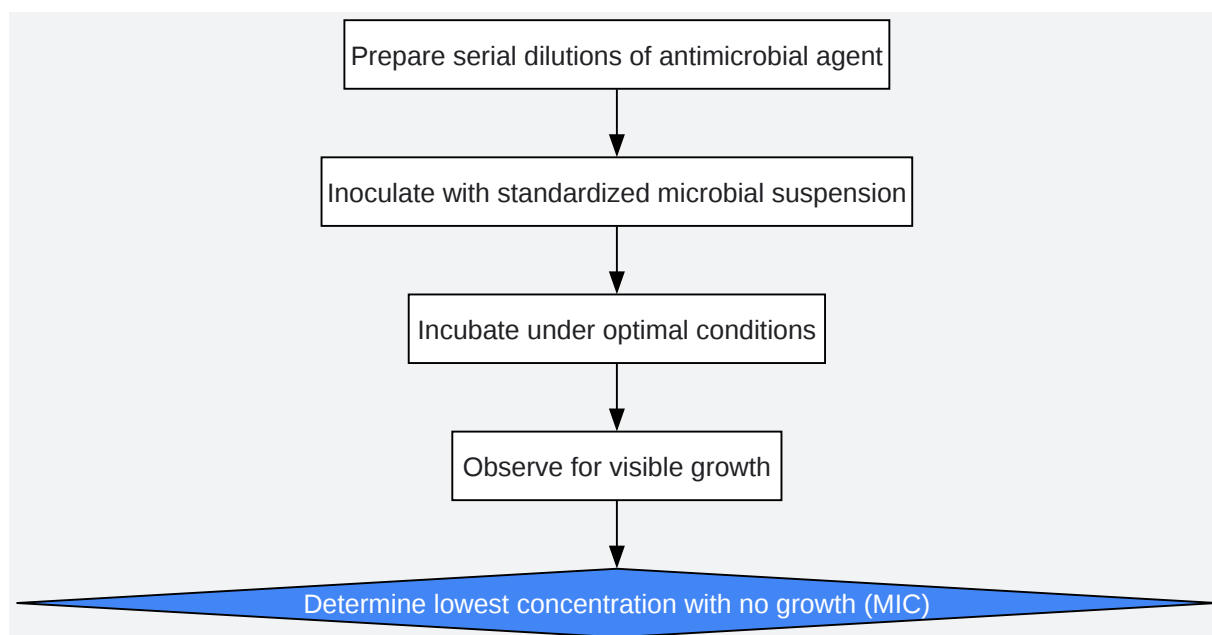 Prepare serial dilutions of antimicrobial agent
Inoculate with standardized microbial suspension
Incubate under optimal conditions
Observe for visible growth
Determine lowest concentration with no growth (MIC)